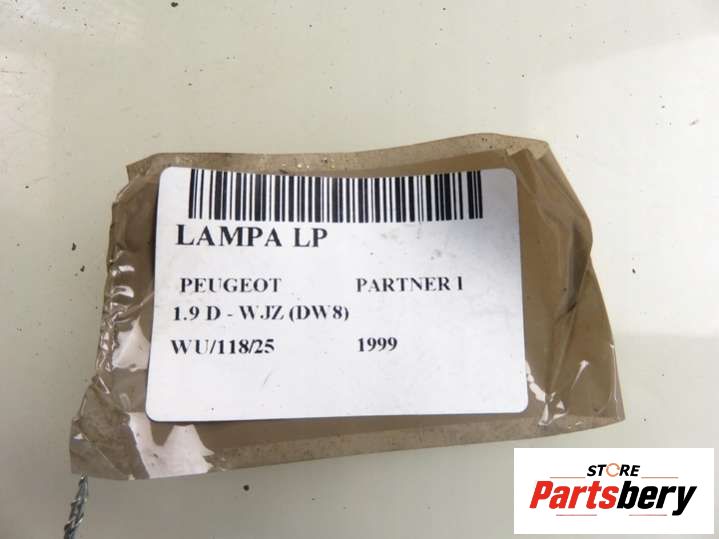 LAMPA LP
PEUGEOT PARTNER I
1.9 D - WJZ (DW8)
WU/118/25 1999
STORE
Partsbery